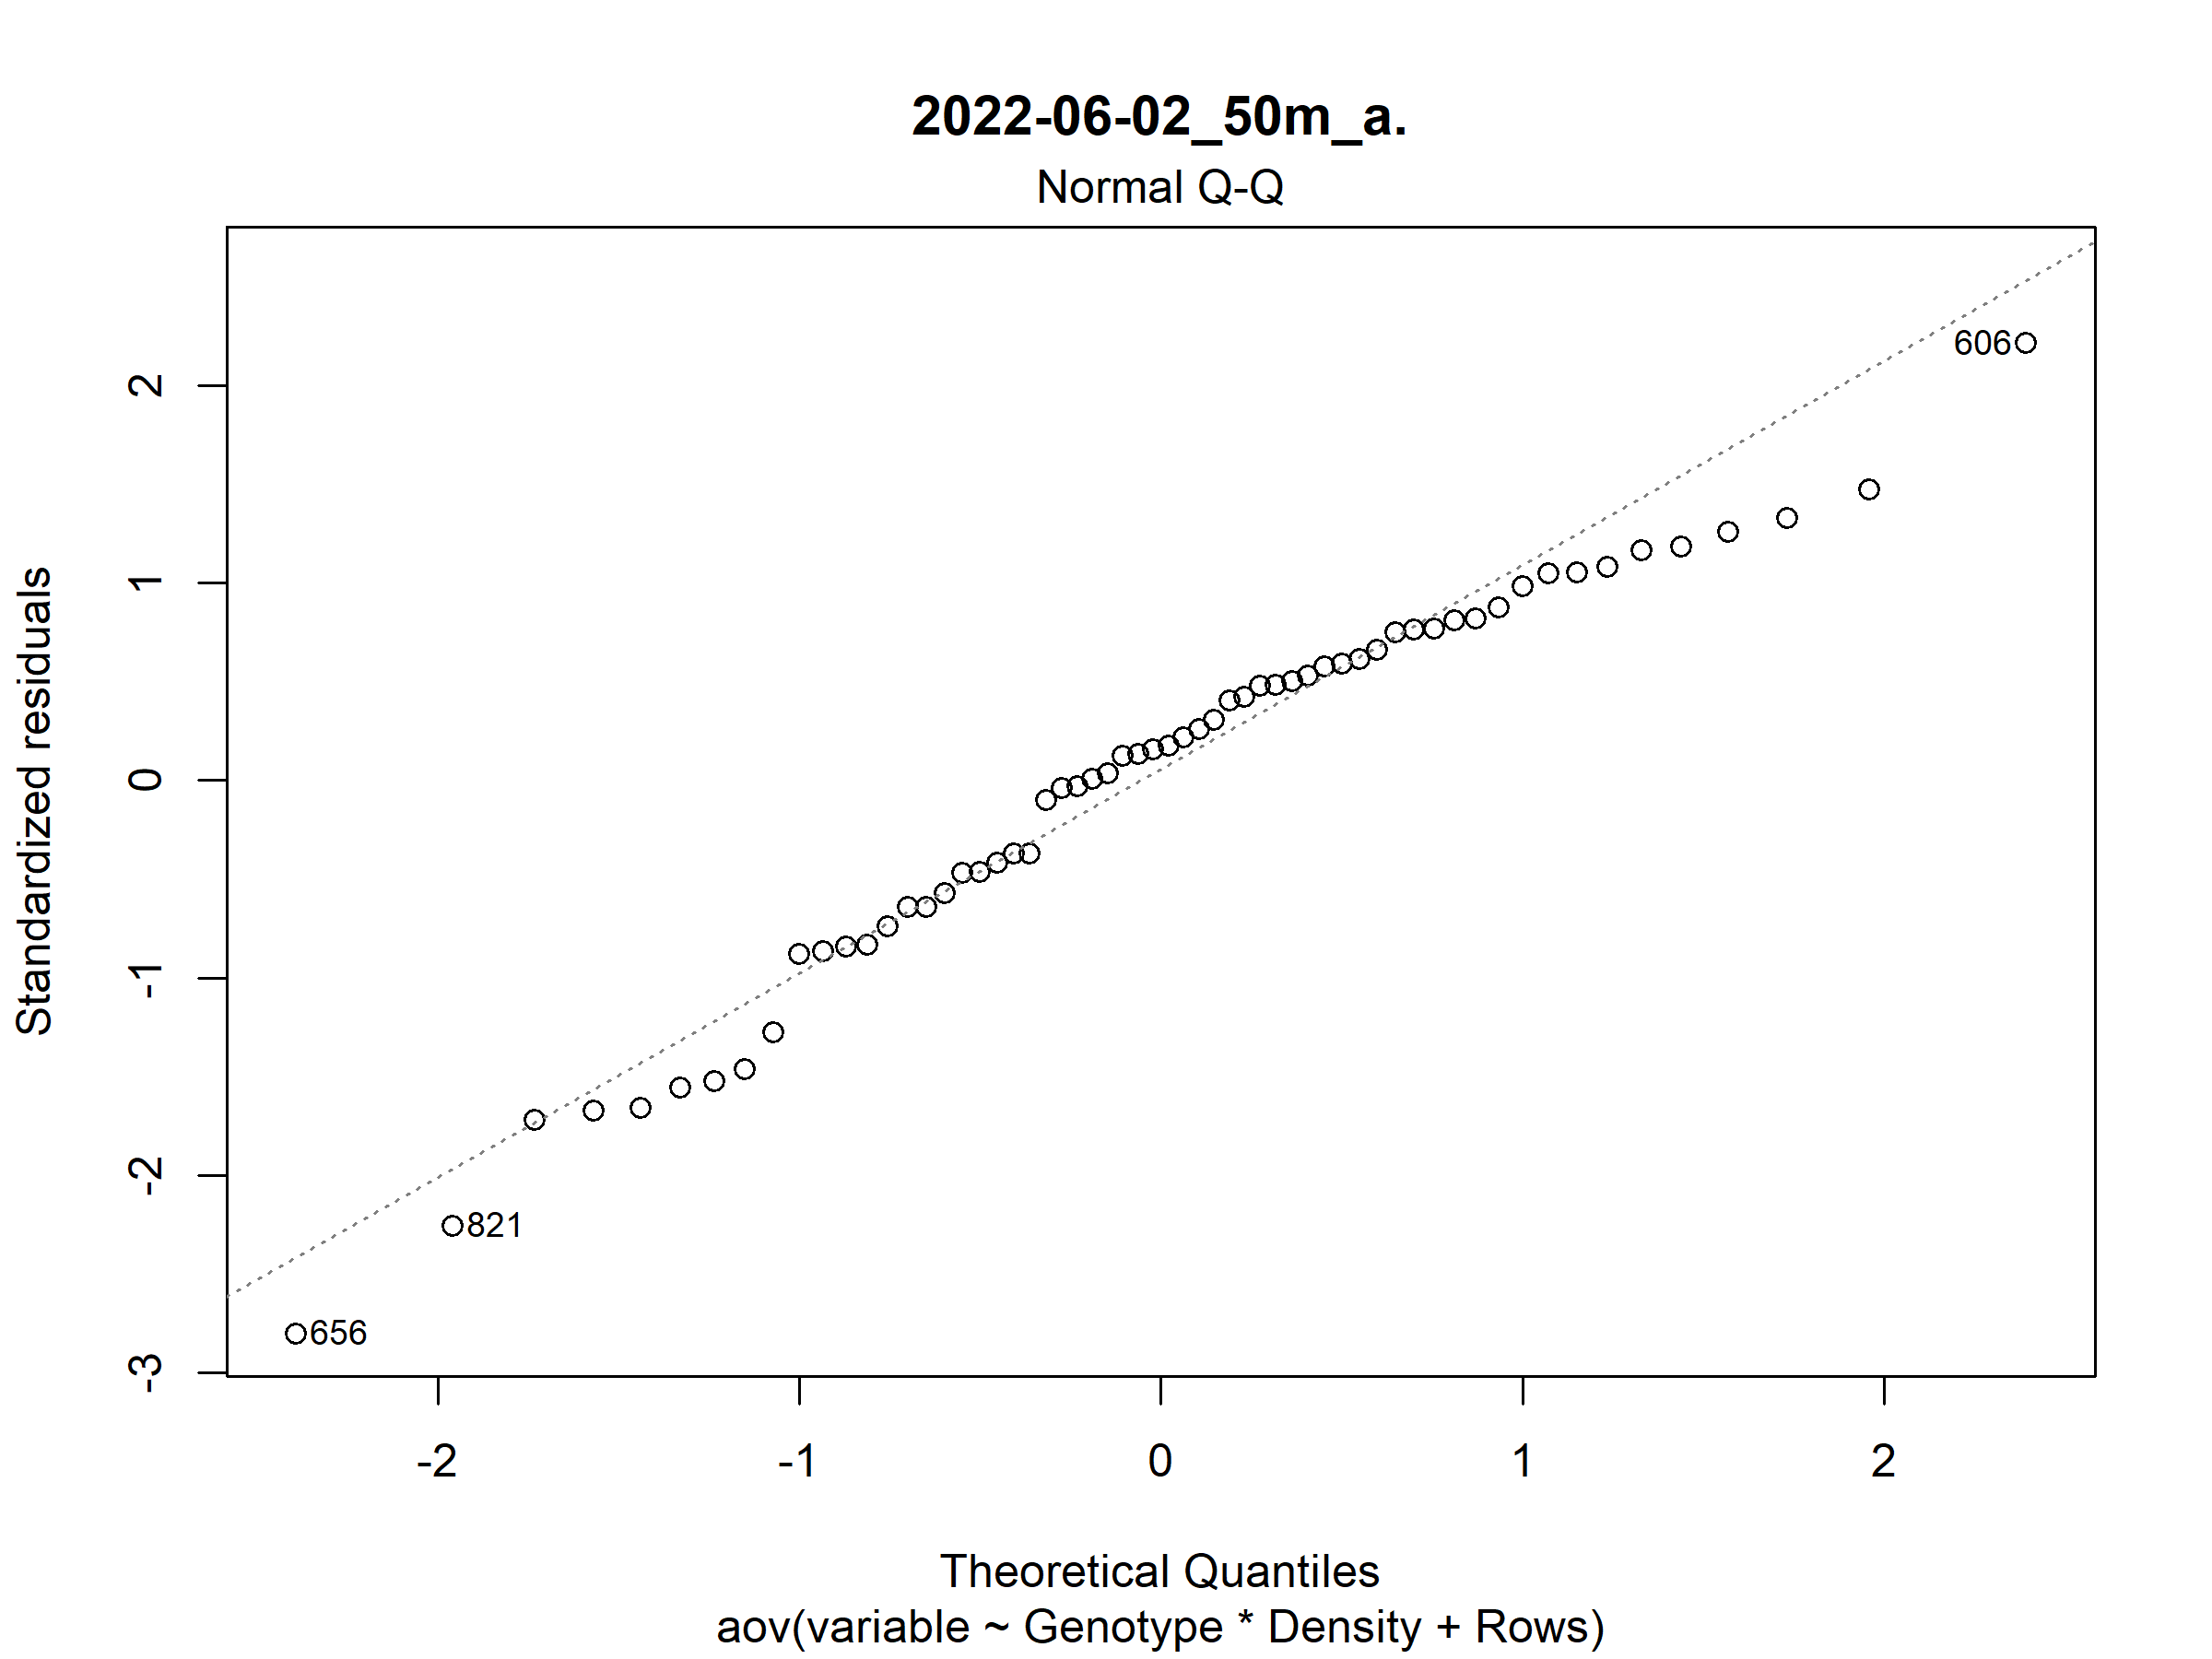 2022-06-02_50m_a.
Normal Q-Q
Standardized residuals
2
1
0
-1
-2
-3
606
821
656
-2
-1
0
1
2
Theoretical Quantiles
aov(variable ~ Genotype * Density + Rows)